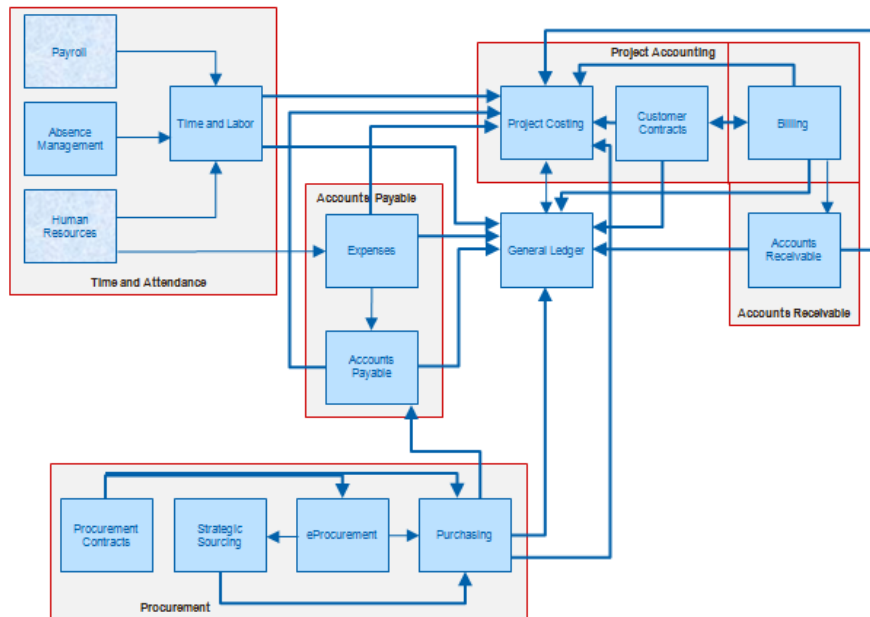 Payroll
Absence
Management
Human
Resources
Time and Labor
Time and Attendance
Accounts Payable
Expenses
Accounts
Payable
Project Accounting
Project Costing
Customer
Contracts
Billing
General Ledger
Accounts
Receivable
Accounts Receivable
Procurement
Contracts
Strategic
Sourcing
eProcurement
Purchasing
Procurement